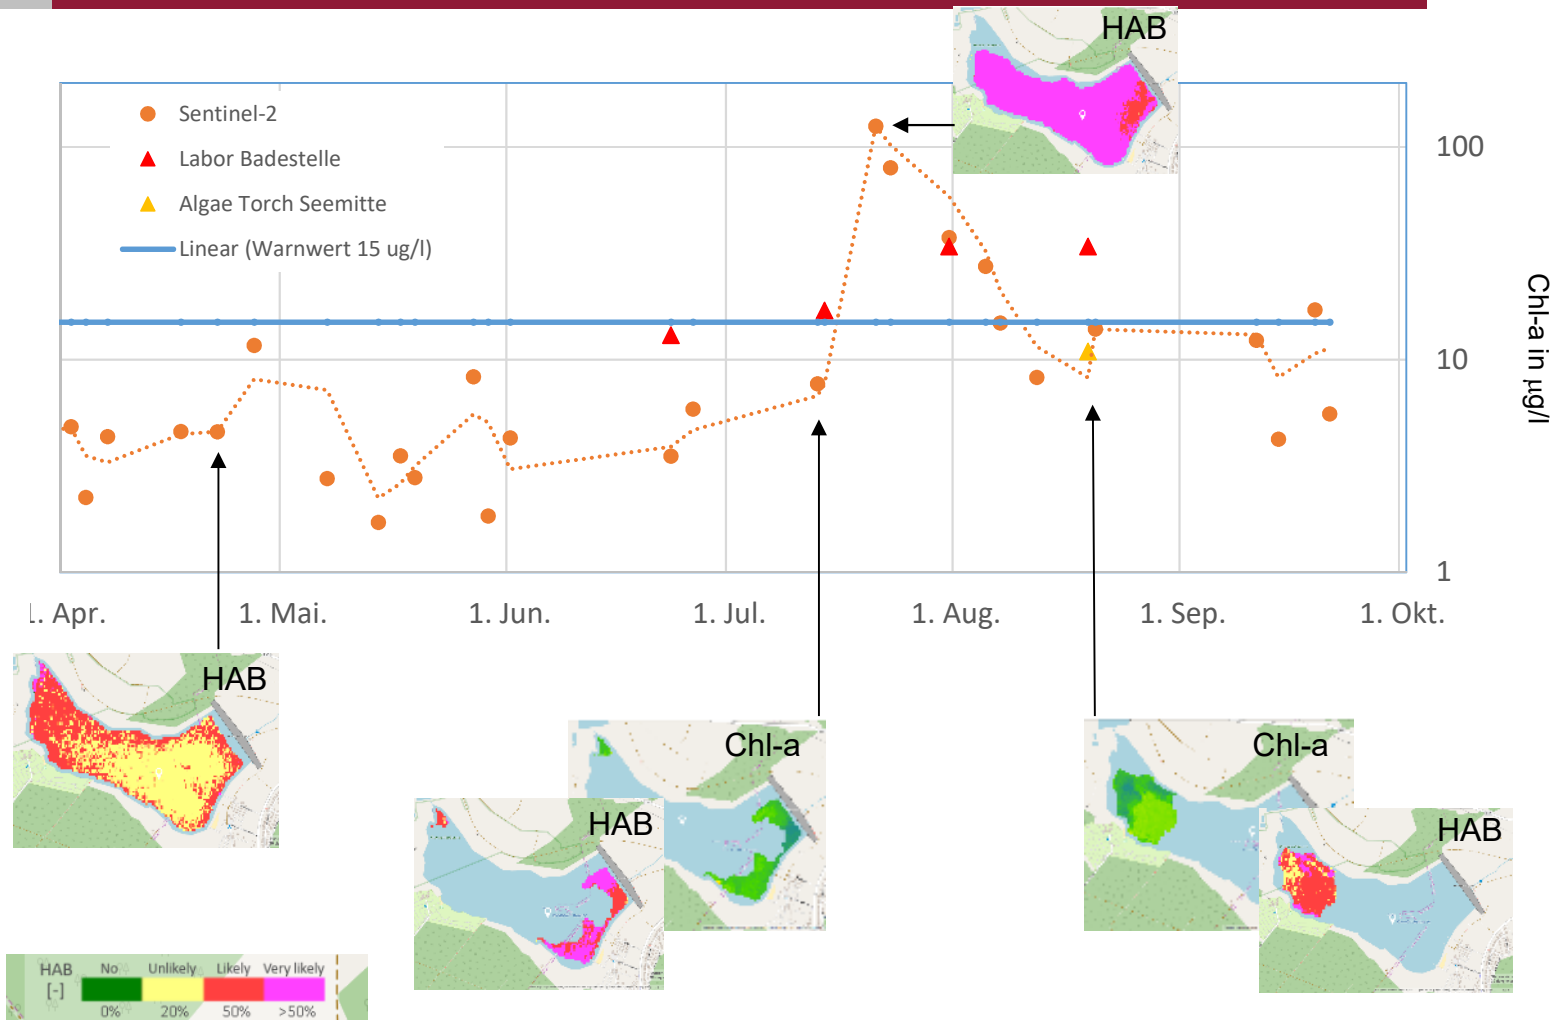 HAB
Sentinel-2
Labor Badestelle
Algae Torch Seemitte
Linear (Warnwert 15 ug/l)
100
10
1
Chl-a in µg/l
1. Apr.
1. Mai.
1. Jun.
1. Jul.
1. Aug.
1. Sep.
1. Okt.
HAB
Chl-a
HAB
Chl-a
HAB
HAB No Unlikely Likely Very likely
[-]
0% 20% 50% >50%